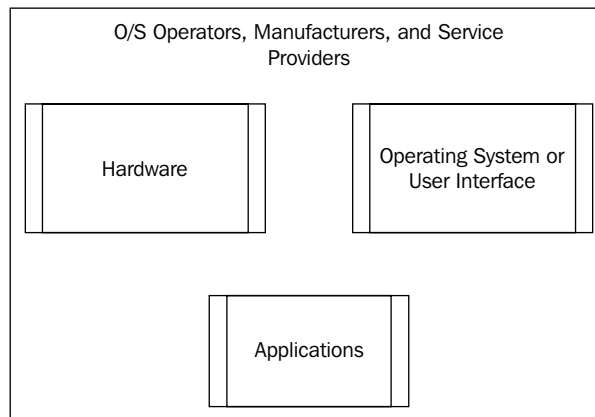 O/S Operators, Manufacturers, and Service
Providers
Hardware
Operating System or
User Interface
Applications